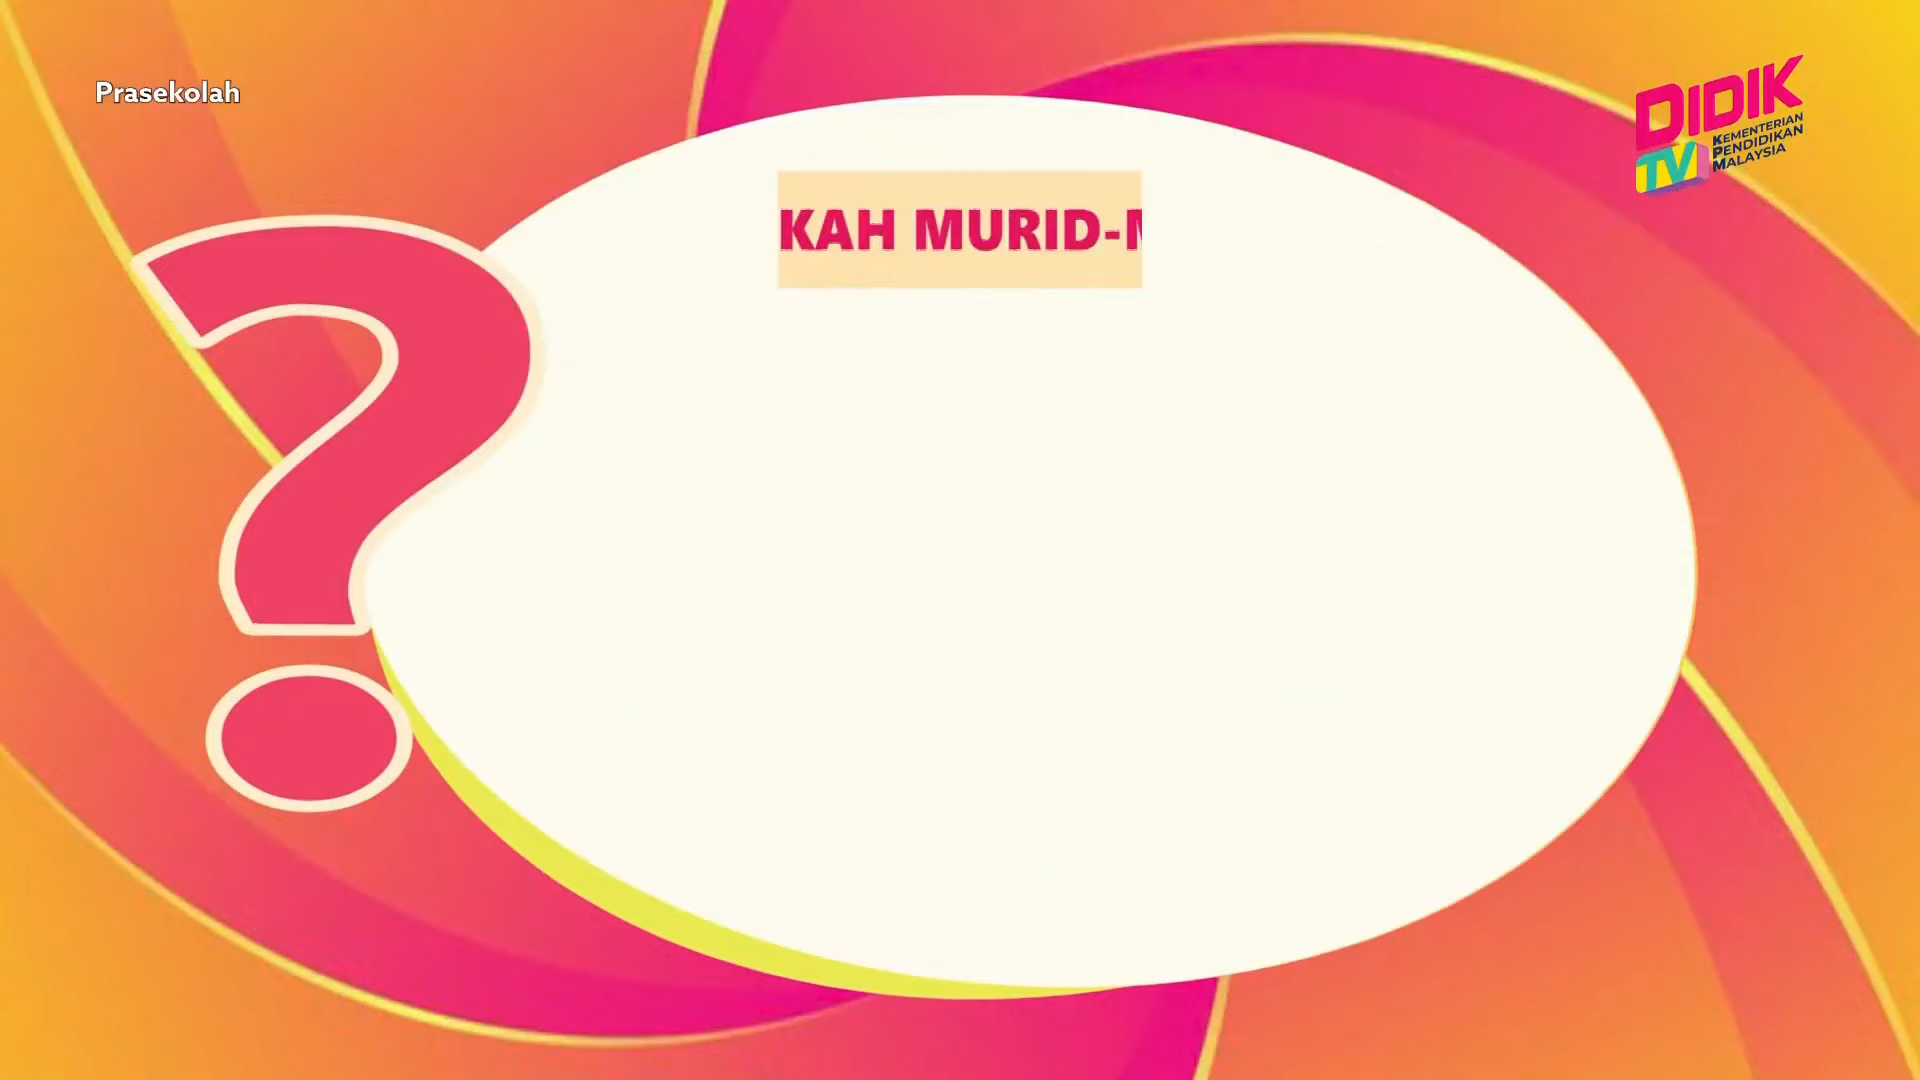 Prasekolah
DIDIK
TV
KEMENTERIAN
PENDIDIKAN
MALAYSIA
KAH MURID-
?